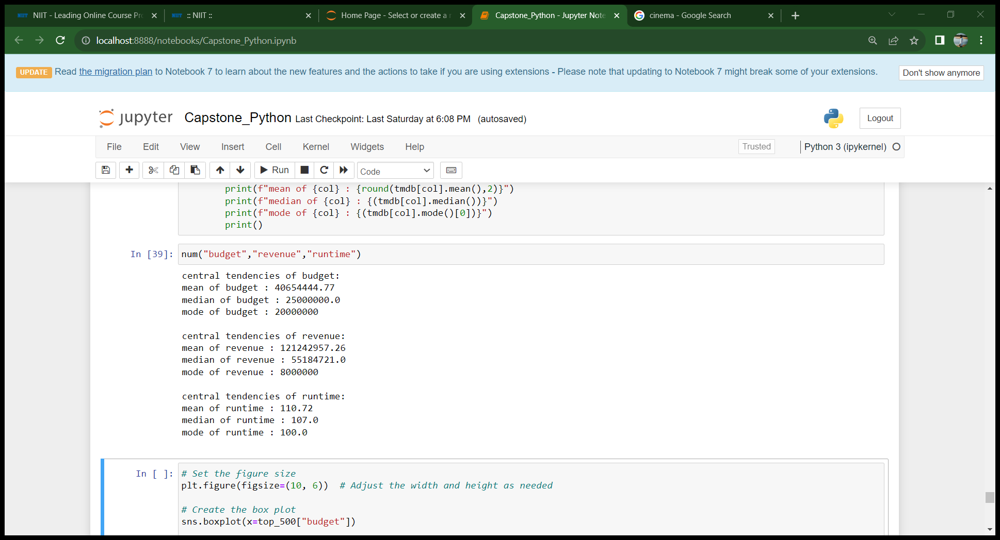 NIIT NIIT - Leading Online Course Pr
NIIT :: NIIT ::
Home Page - Select or create a n
Capstone_Python - Jupyter Note
cinema - Google Search
localhost:8888/notebooks/Capstone_Python.ipynb
UPDATE Read the migration plan to Notebook 7 to learn about the new features and the actions to take if you are using extensions - Please note that updating to Notebook 7 might break some of your extensions.
Don't show anymore
jupyter Capstone_Python Last Checkpoint: Last Saturday at 6:08 PM (autosaved)
Logout
File Edit View Insert Cell Kernel Widgets Help
Trusted
Python 3 (ipykernel)
Run
Code
print(f"mean of {col} : {round(tmdb[col].mean(),2)}")
print(f"median of {col} : {(tmdb[col].median())}")
print(f"mode of {col} : {(tmdb[col].mode()[0])}")
print()
In [39]: num("budget","revenue","runtime")
central tendencies of budget:
mean of budget : 40654444.77
median of budget : 25000000.0
mode of budget : 20000000
central tendencies of revenue:
mean of revenue : 121242957.26
median of revenue : 55184721.0
mode of revenue : 8000000
central tendencies of runtime:
mean of runtime : 110.72
median of runtime : 107.0
mode of runtime : 100.0
In [ ]: # Set the figure size
plt.figure(figsize=(10, 6))  # Adjust the width and height as needed
# Create the box plot
sns.boxplot(x=top_500["budget"])